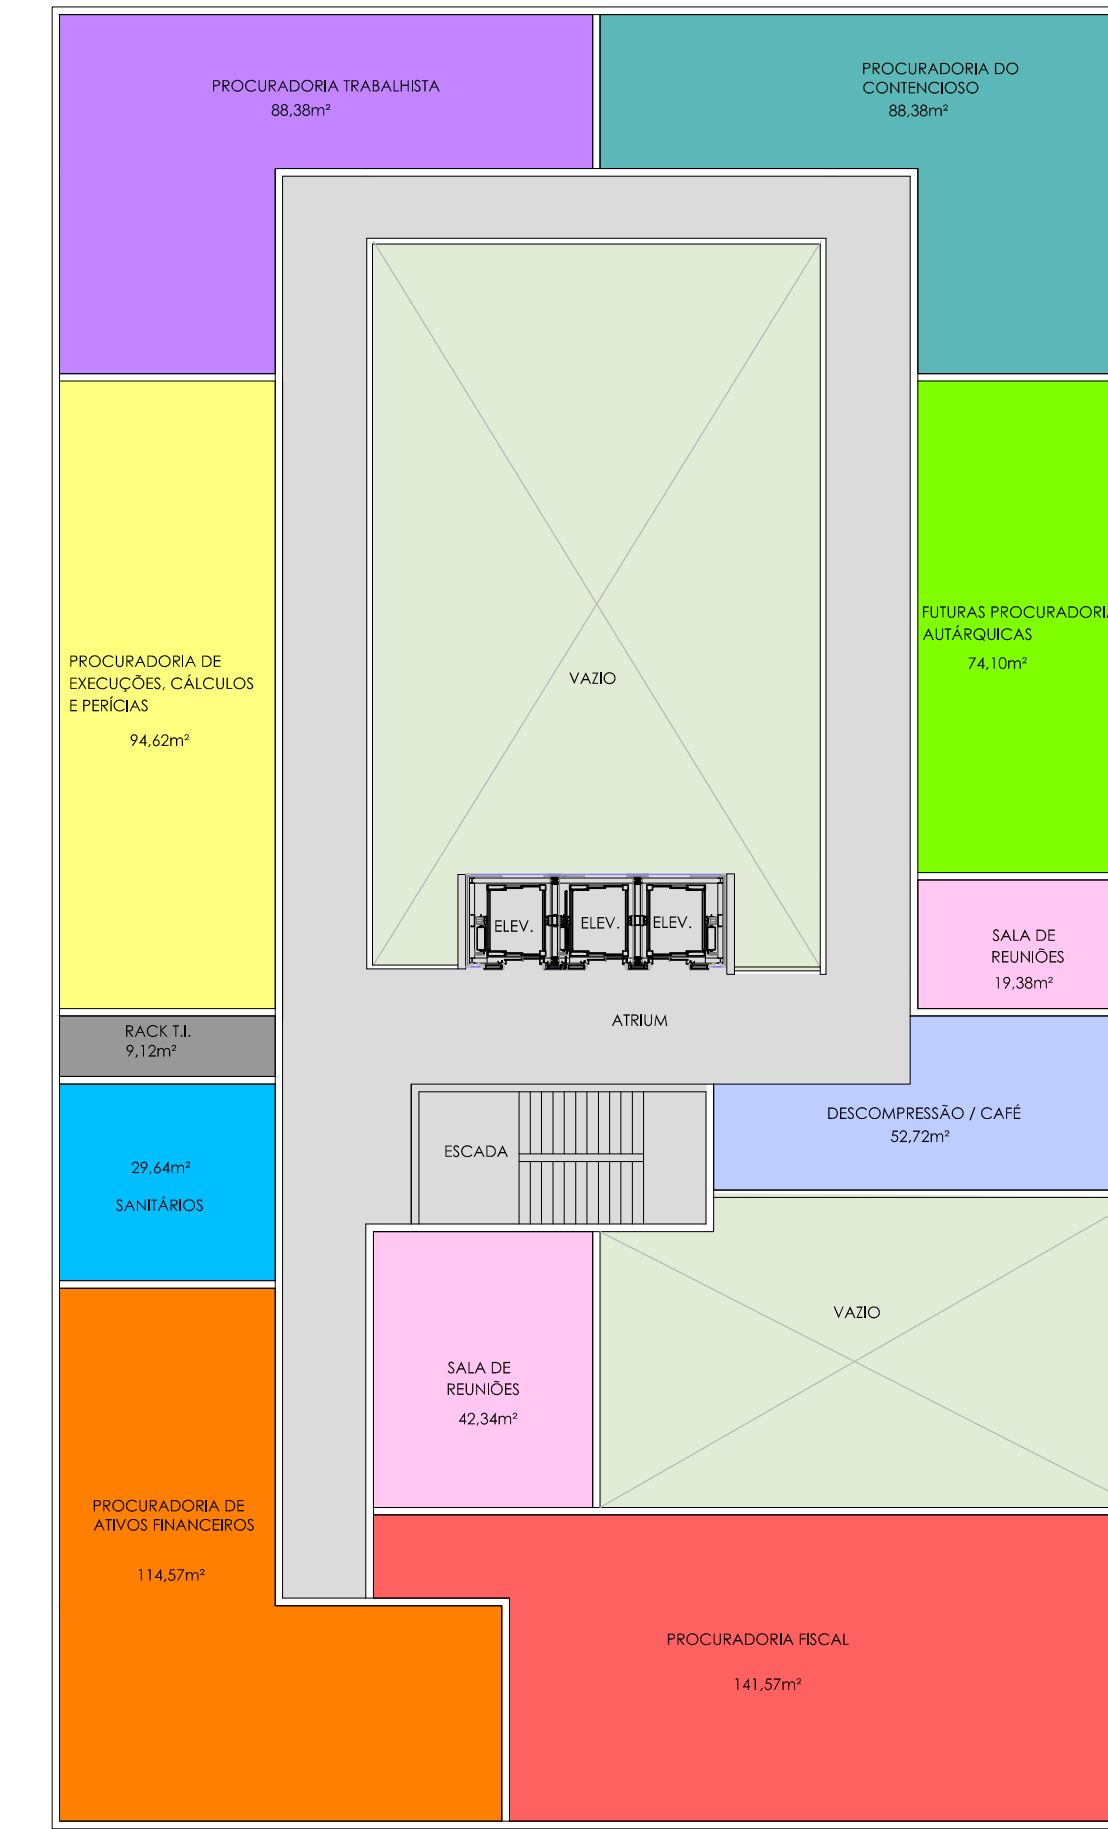 PROCURADORIA TRABALHISTA
88,38m²
PROCURADORIA DO
CONTENCIOSO
88,38m²
FUTURAS PROCURADORIA
AUTÁRQUICAS
74,10m²
PROCURADORIA DE
EXECUÇÕES, CÁLCULOS
E PERÍCIAS
94,62m²
VAZIO
ELEV.
ELEV.
ELEV.
SALA DE
REUNIÕES
19,38m²
ATRIUM
RACK T.I.
9,12m²
DESCOMPRESSÃO / CAFÉ
52,72m²
ESCADA
29,64m²
SANITÁRIOS
VAZIO
SALA DE
REUNIÕES
42,34m²
PROCURADORIA DE
ATIVOS FINANCEIROS
114,57m²
PROCURADORIA FISCAL
141,57m²